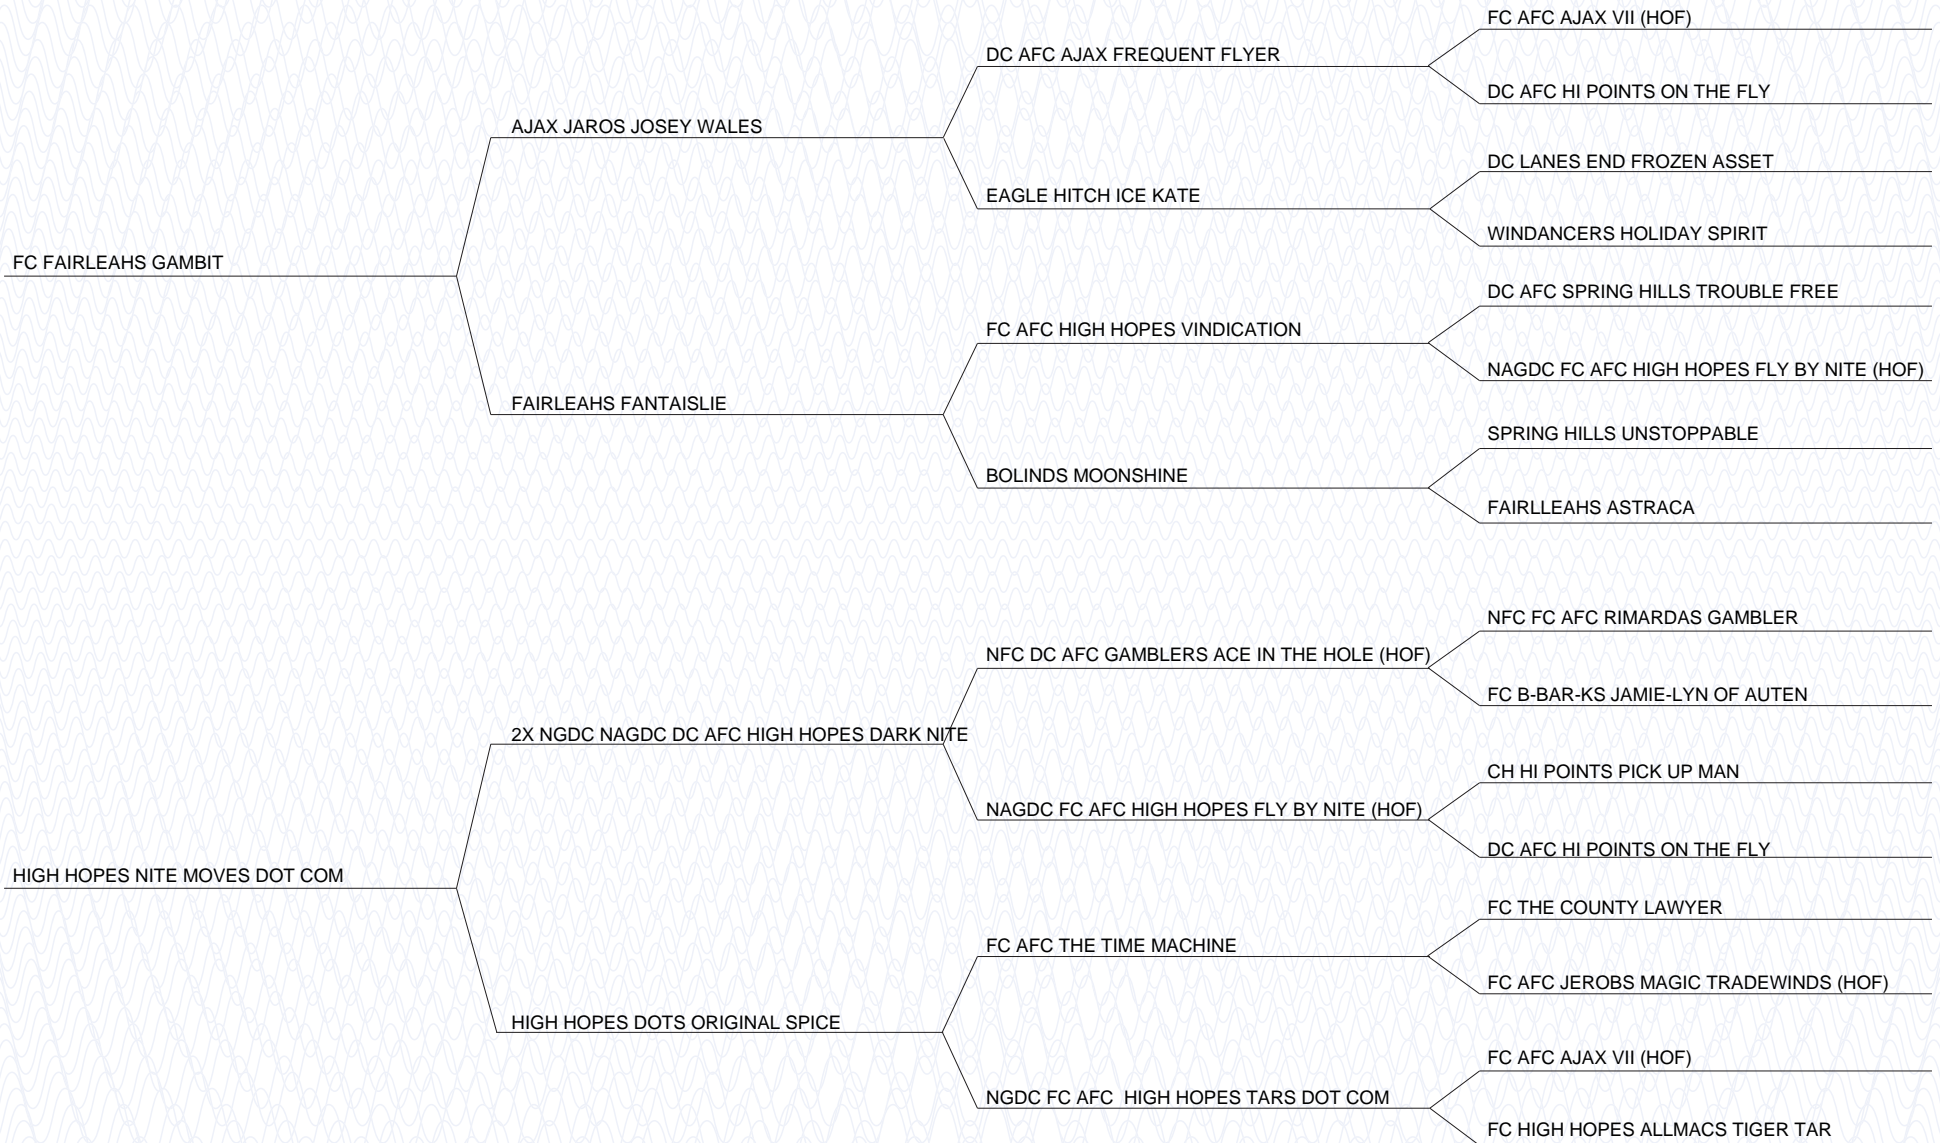 FC AFC AJAX VII (HOF)
DC AFC AJAX FREQUENT FLYER
DC AFC HI POINTS ON THE FLY
AJAX JAROS JOSEY WALES
DC LANES END FROZEN ASSET
EAGLE HITCH ICE KATE
WINDANCERS HOLIDAY SPIRIT
FC FAIRLEAHS GAMBIT
DC AFC SPRING HILLS TROUBLE FREE
FC AFC HIGH HOPES VINDICATION
NAGDC FC AFC HIGH HOPES FLY BY NITE (HOF)
FAIRLEAHS FANTAISLIE
SPRING HILLS UNSTOPPABLE
BOLINDS MOONSHINE
FAIRLLEAHS ASTRACA
NFC FC AFC RIMARDAS GAMBLER
NFC DC AFC GAMBLERS ACE IN THE HOLE (HOF)
FC B-BAR-KS JAMIE-LYN OF AUTEN
2X NGDC NAGDC DC AFC HIGH HOPES DARK NITE
CH HI POINTS PICK UP MAN
NAGDC FC AFC HIGH HOPES FLY BY NITE (HOF)
DC AFC HI POINTS ON THE FLY
HIGH HOPES NITE MOVES DOT COM
FC THE COUNTY LAWYER
FC AFC THE TIME MACHINE
FC AFC JEROBS MAGIC TRADEWINDS (HOF)
HIGH HOPES DOTS ORIGINAL SPICE
FC AFC AJAX VII (HOF)
NGDC FC AFC  HIGH HOPES TARS DOT COM
FC HIGH HOPES ALLMACS TIGER TAR